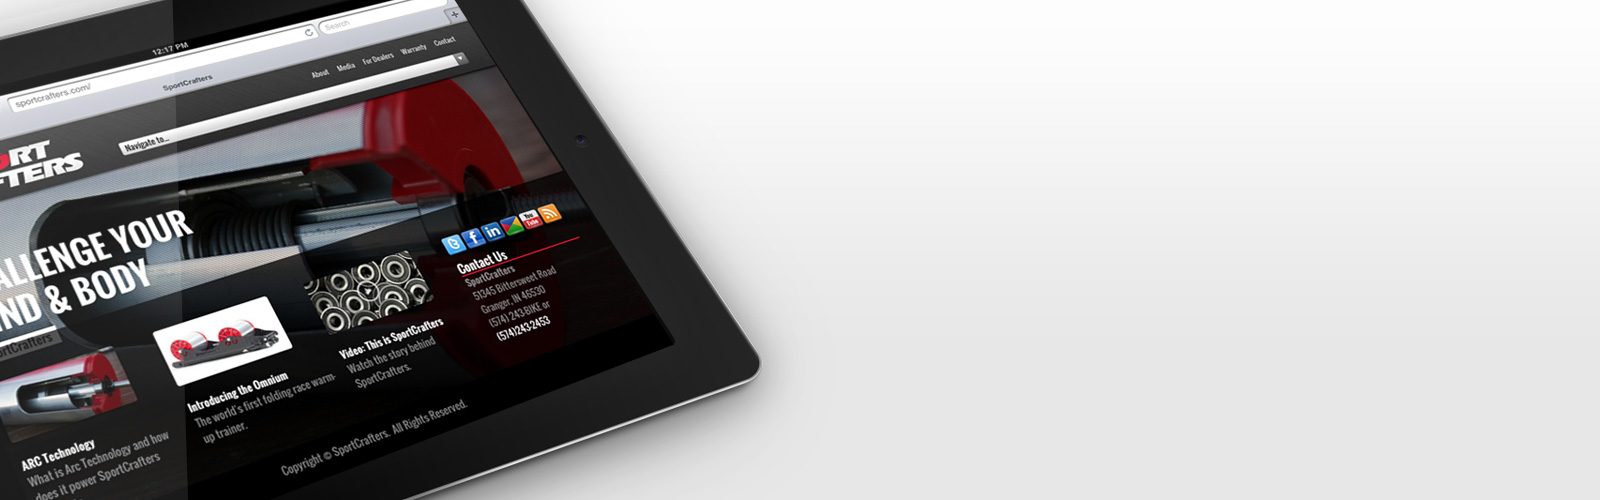 12:17 PM
sportcrafters.com/
Search
SportCrafters
About Media For Dealers Warranty Contact
Navigate to...
ORT
FTERS
ALLENGE YOUR
IND & BODY
ortCrafters
You
Tube
Contact Us
SportCrafters
51345 Bittersweet Road
Granger, IN 46530
(574) 243-BIKE or
(574)243-2453
Video: This is SportCrafters
Watch the story behind
SportCrafters.
Introducing the Omnium
The world's first folding race warm-
up trainer.
ARC Technology
What is Arc Technology and how
does it power SportCrafters
Copyright © SportCrafters. All Rights Reserved.